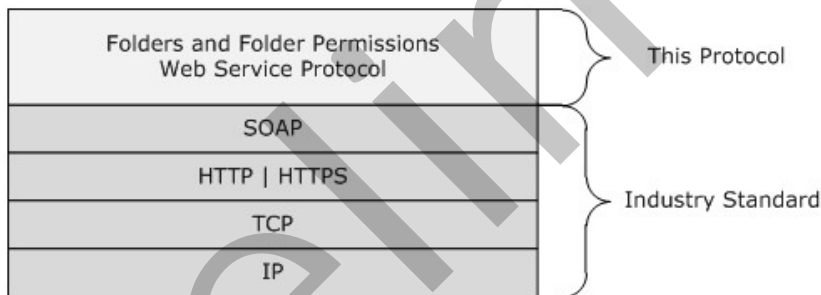 Folders and Folder Permissions
Web Service Protocol
This Protocol
SOAP
HTTP | HTTPS
TCP
IP
Industry Standard